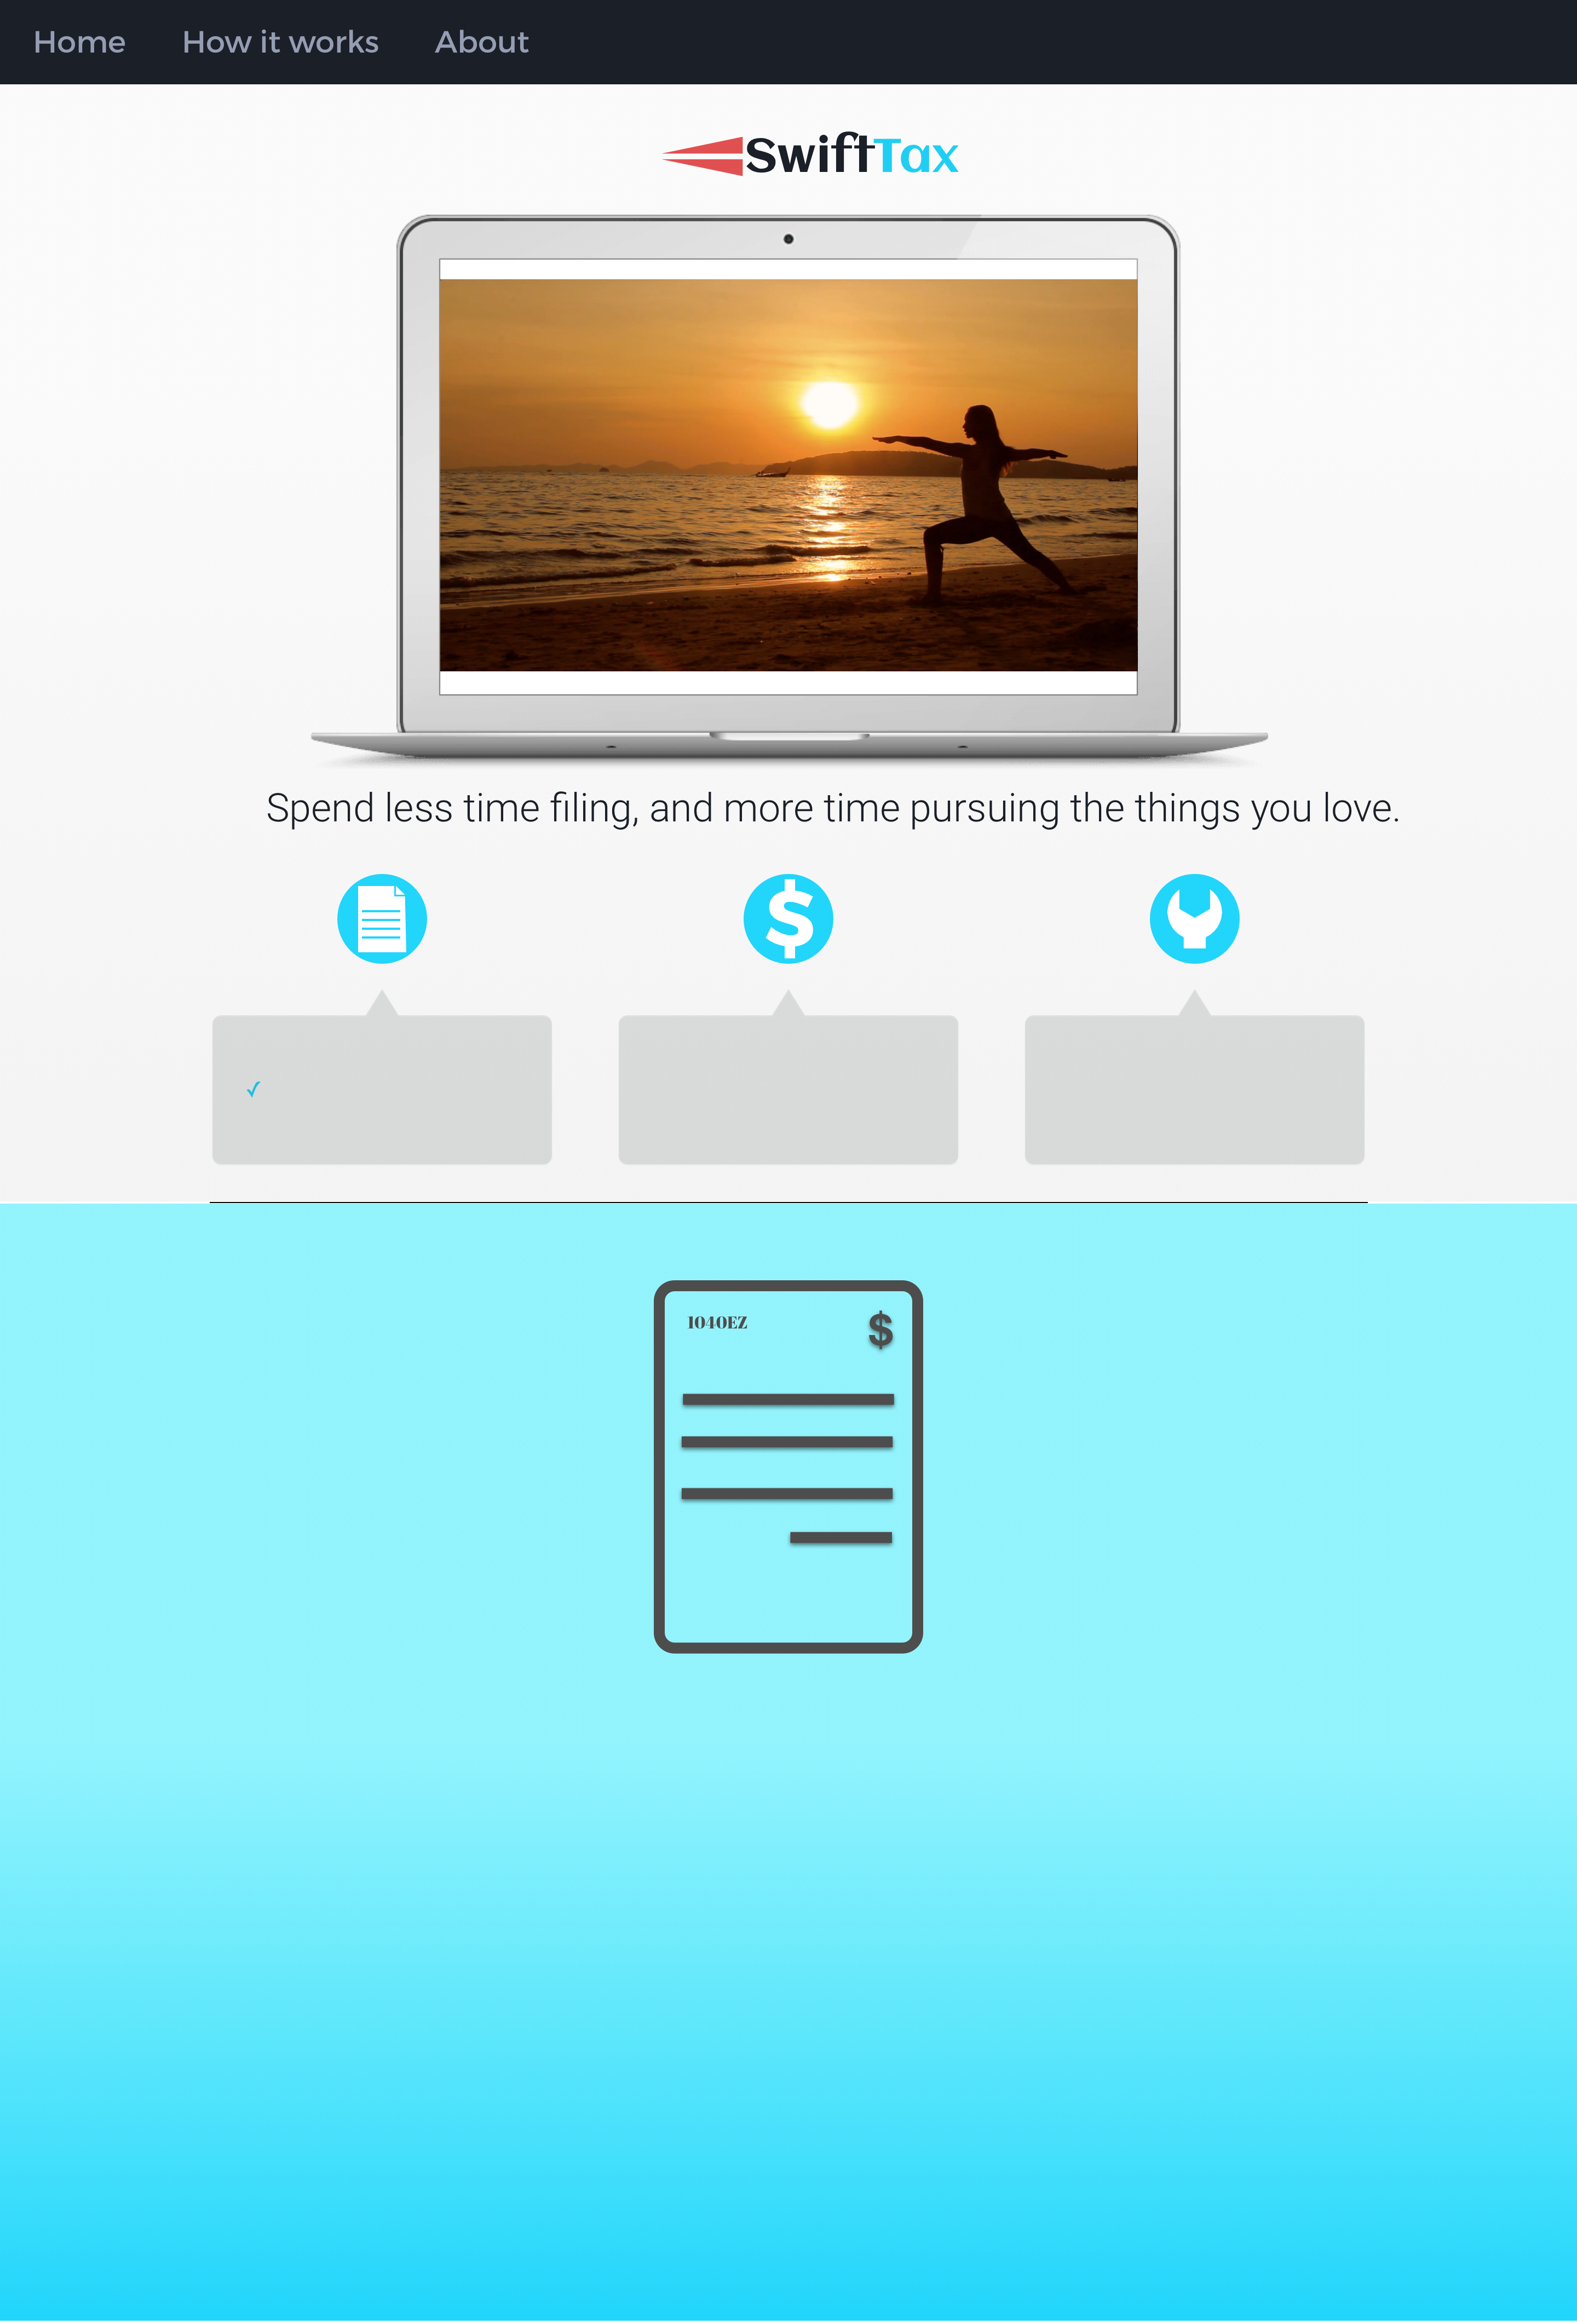 Home How it works About
SwiftTax
Spend less time filing, and more time pursuing the things you love.
$
✓
1040EZ $